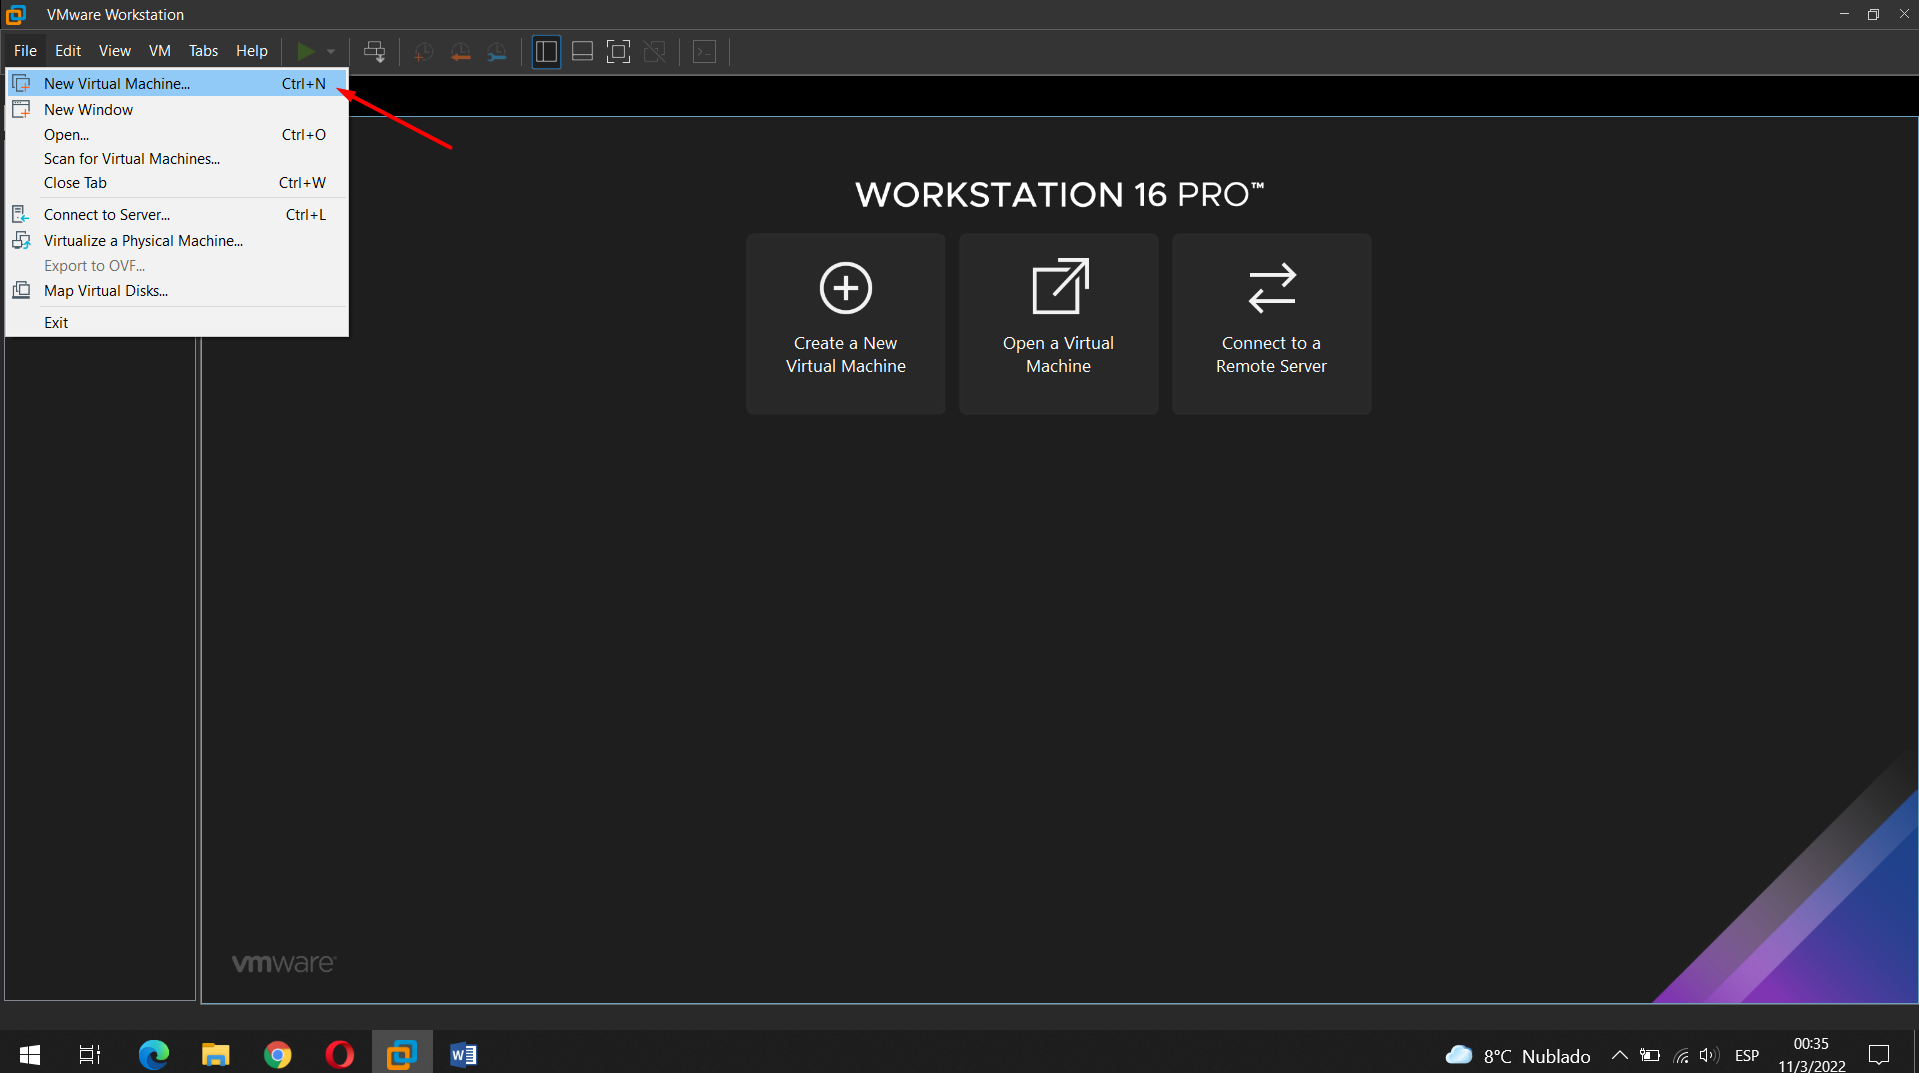 VMware Workstation
File Edit View VM Tabs Help
New Virtual Machine... Ctrl+N
New Window
Open... Ctrl+O
Scan for Virtual Machines...
Close Tab Ctrl+W
Connect to Server... Ctrl+L
Virtualize a Physical Machine...
Export to OVF...
Map Virtual Disks...
Exit
WORKSTATION 16 PRO™
Create a New
Virtual Machine
Open a Virtual
Machine
Connect to a
Remote Server
vmware
8°C Nublado
ESP
00:35
11/3/2022